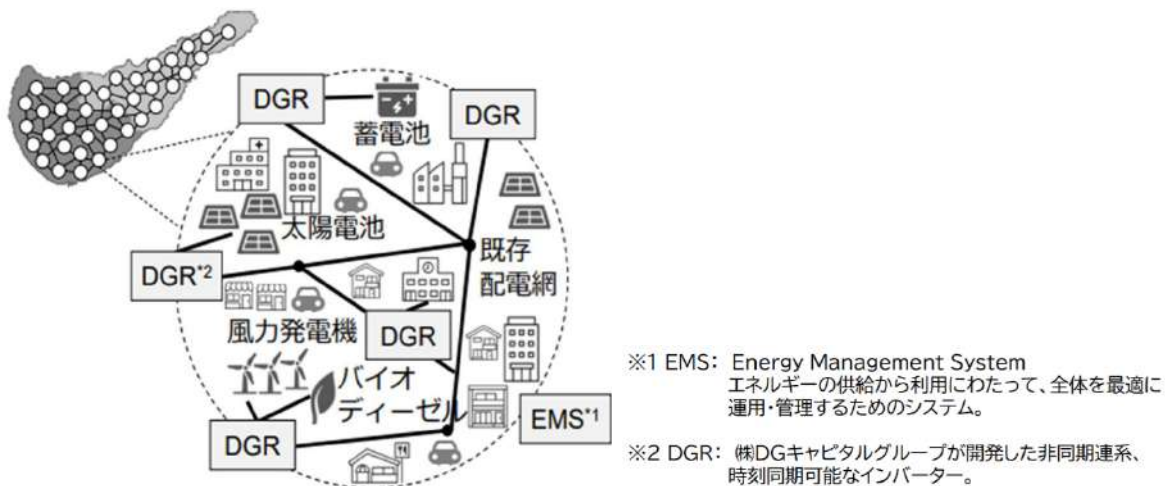 DGR
蓄電池
DGR
太陽電池
既存
配電網
DGR*2
風力発電機
DGR
バイオ
ディーゼル
DGR
EMS*1
※1 EMS: Energy Management System
エネルギーの供給から利用にわたって、全体を最適に
運用・管理するためのシステム。
※2 DGR: ㈱DGキャピタルグループが開発した非同期連系、
時刻同期可能なインバーター。